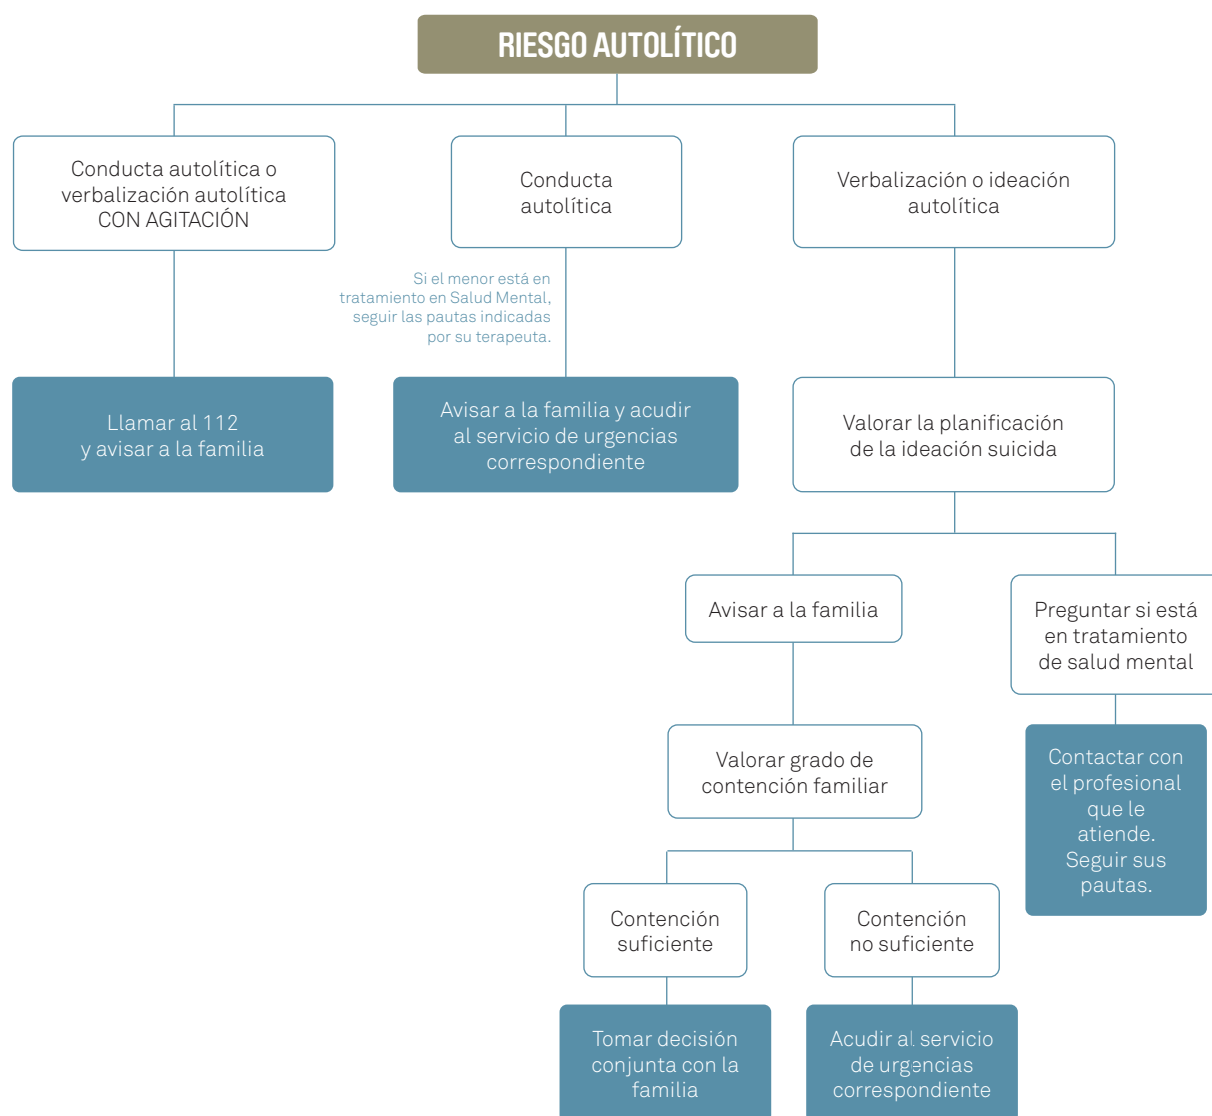 RIESGO AUTOLÍTICO
Conducta autolítica o
verbalización autolítica
CON AGITACIÓN
Conducta
autolítica
Verbalización o ideación
autolítica
Si el menor está en
tratamiento en Salud Mental,
seguir las pautas indicadas
por su terapeuta.
Llamar al 112
y avisar a la familia
Avisar a la familia y acudir
al servicio de urgencias
correspondiente
Valorar la planificación
de la ideación suicida
Avisar a la familia
Preguntar si está
en tratamiento
de salud mental
Valorar grado de
contención familiar
Contactar con
el profesional
que le
atiende.
Seguir sus
pautas.
Contención
suficiente
Contención
no suficiente
Tomar decisión
conjunta con la
familia
Acudir al servicio
de urgencias
correspondiente